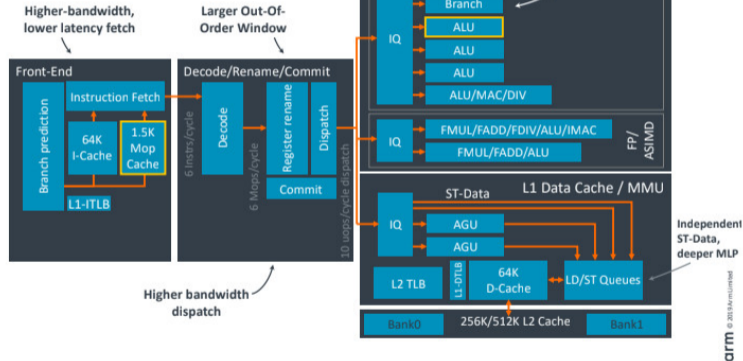 Higher-bandwidth,
lower latency fetch
Larger Out-Of-
Order Window
Front-End
Branch prediction
Instruction Fetch
64K
I-Cache
1.5K
Mop
Cache
L1-ITLB
Decode/Rename/Commit
6 Instrs/cycle
Decode
6 Mops/cycle
Register rename
Dispatch
Commit
10 uops/cycle dispatch
Higher bandwidth
dispatch
IQ
Branch
ALU
ALU
ALU
ALU/MAC/DIV
IQ
FMUL/FADD/FDIV/ALU/IMAC
FMUL/FADD/ALU
FP/
ASIMD
ST-Data
L1 Data Cache / MMU
IQ
AGU
AGU
L2 TLB
L1-DTLB
64K
D-Cache
LD/ST Queues
Independent
ST-Data,
deeper MLP
Bank0
256K/512K L2 Cache
Bank1
arm © 2019 Arm Limited